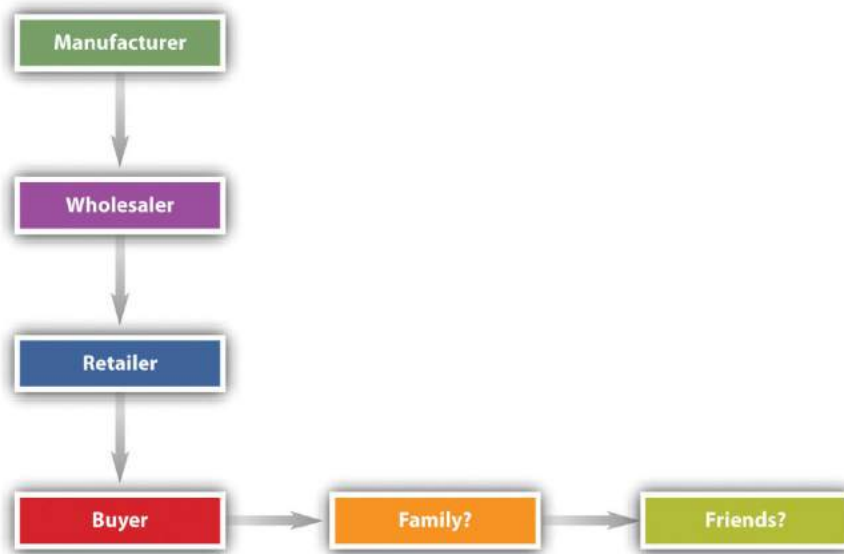 Manufacturer
Wholesaler
Retailer
Buyer
Family?
Friends?